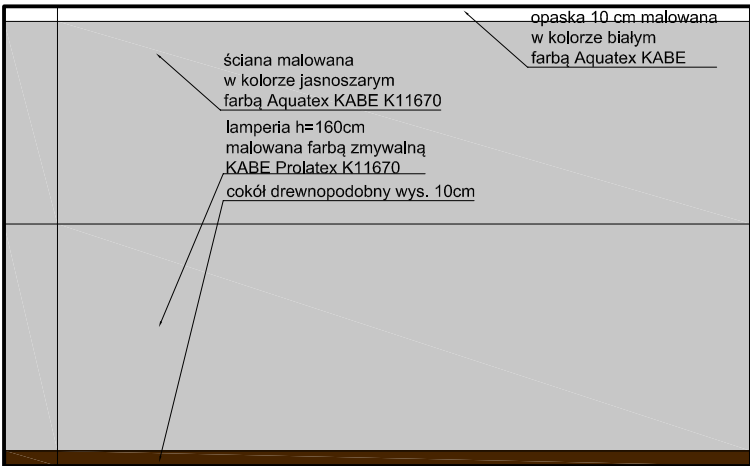 opaska 10 cm malowana
w kolorze białym
farbą Aquatex KABE
ściana malowana
w kolorze jasnoszarym
farbą Aquatex KABE K11670
lamperia h=160cm
malowana farbą zmywalną
KABE Prolatex K11670
cokół drewnopodobny wys. 10cm